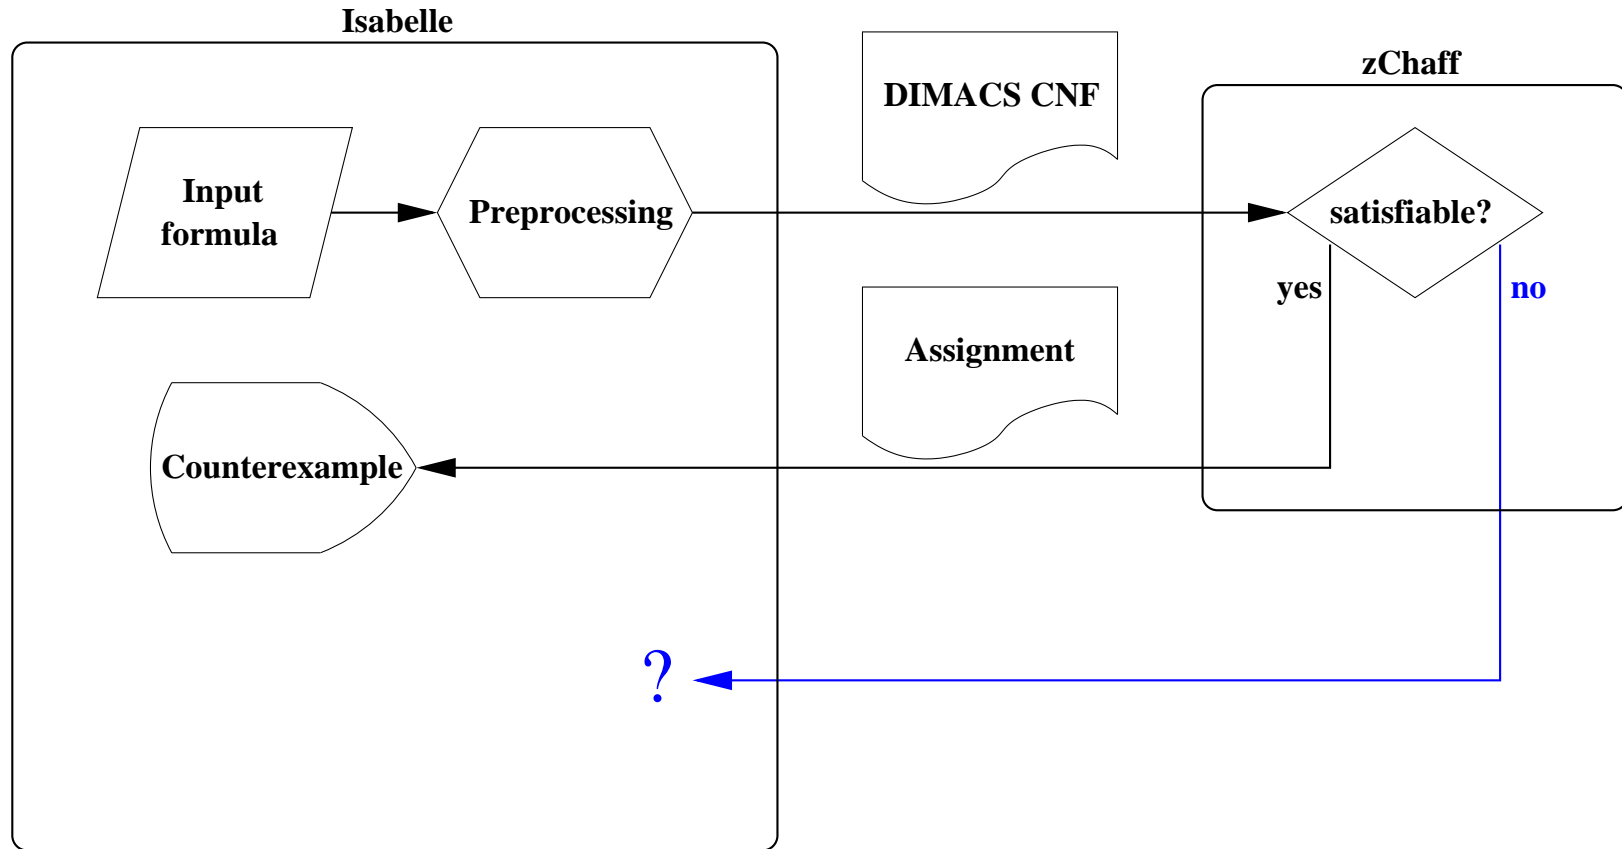 Isabelle
zChaff
DIMACS CNF
Input
formula
Preprocessing
satisfiable?
yes
no
Assignment
Counterexample
?